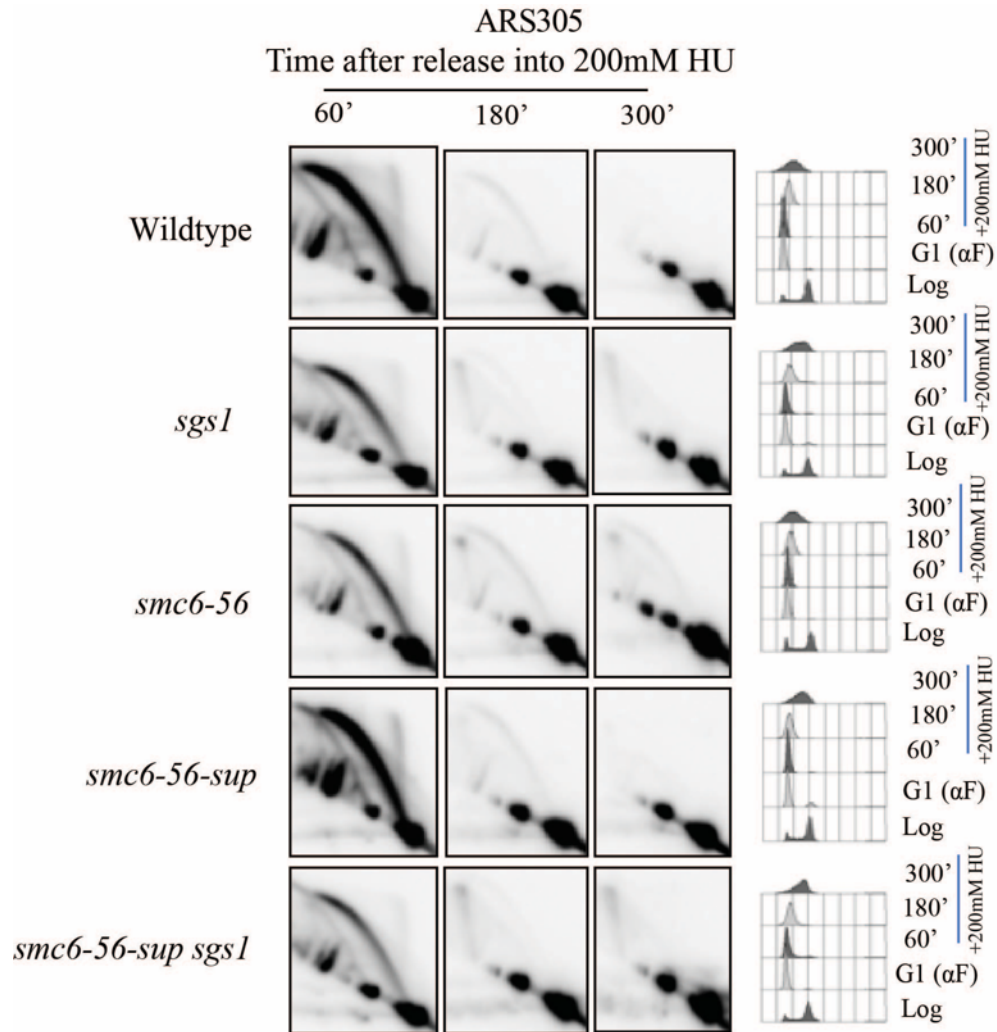 ARS305
Time after release into 200mM HU
60’ 180’ 300’
Wildtype
300’
180’
60’
+200mM HU
G1 (αF)
Log
sgs1
300’
180’
60’
+200mM HU
G1 (αF)
Log
smc6-56
300’
180’
60’
+200mM HU
G1 (αF)
Log
smc6-56-sup
300’
180’
60’
+200mM HU
G1 (αF)
Log
smc6-56-sup sgs1
300’
180’
60’
+200mM HU
G1 (αF)
Log